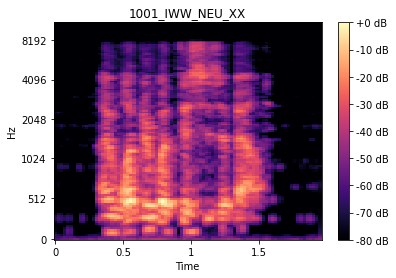 1001_IWW_NEU_XX
+0 dB
8192
-10 dB
4096
-20 dB
-30 dB
2048
-40 dB
Hz
1024
-50 dB
512
-60 dB
-70 dB
0
-80 dB
0 0.5 1 1.5
Time